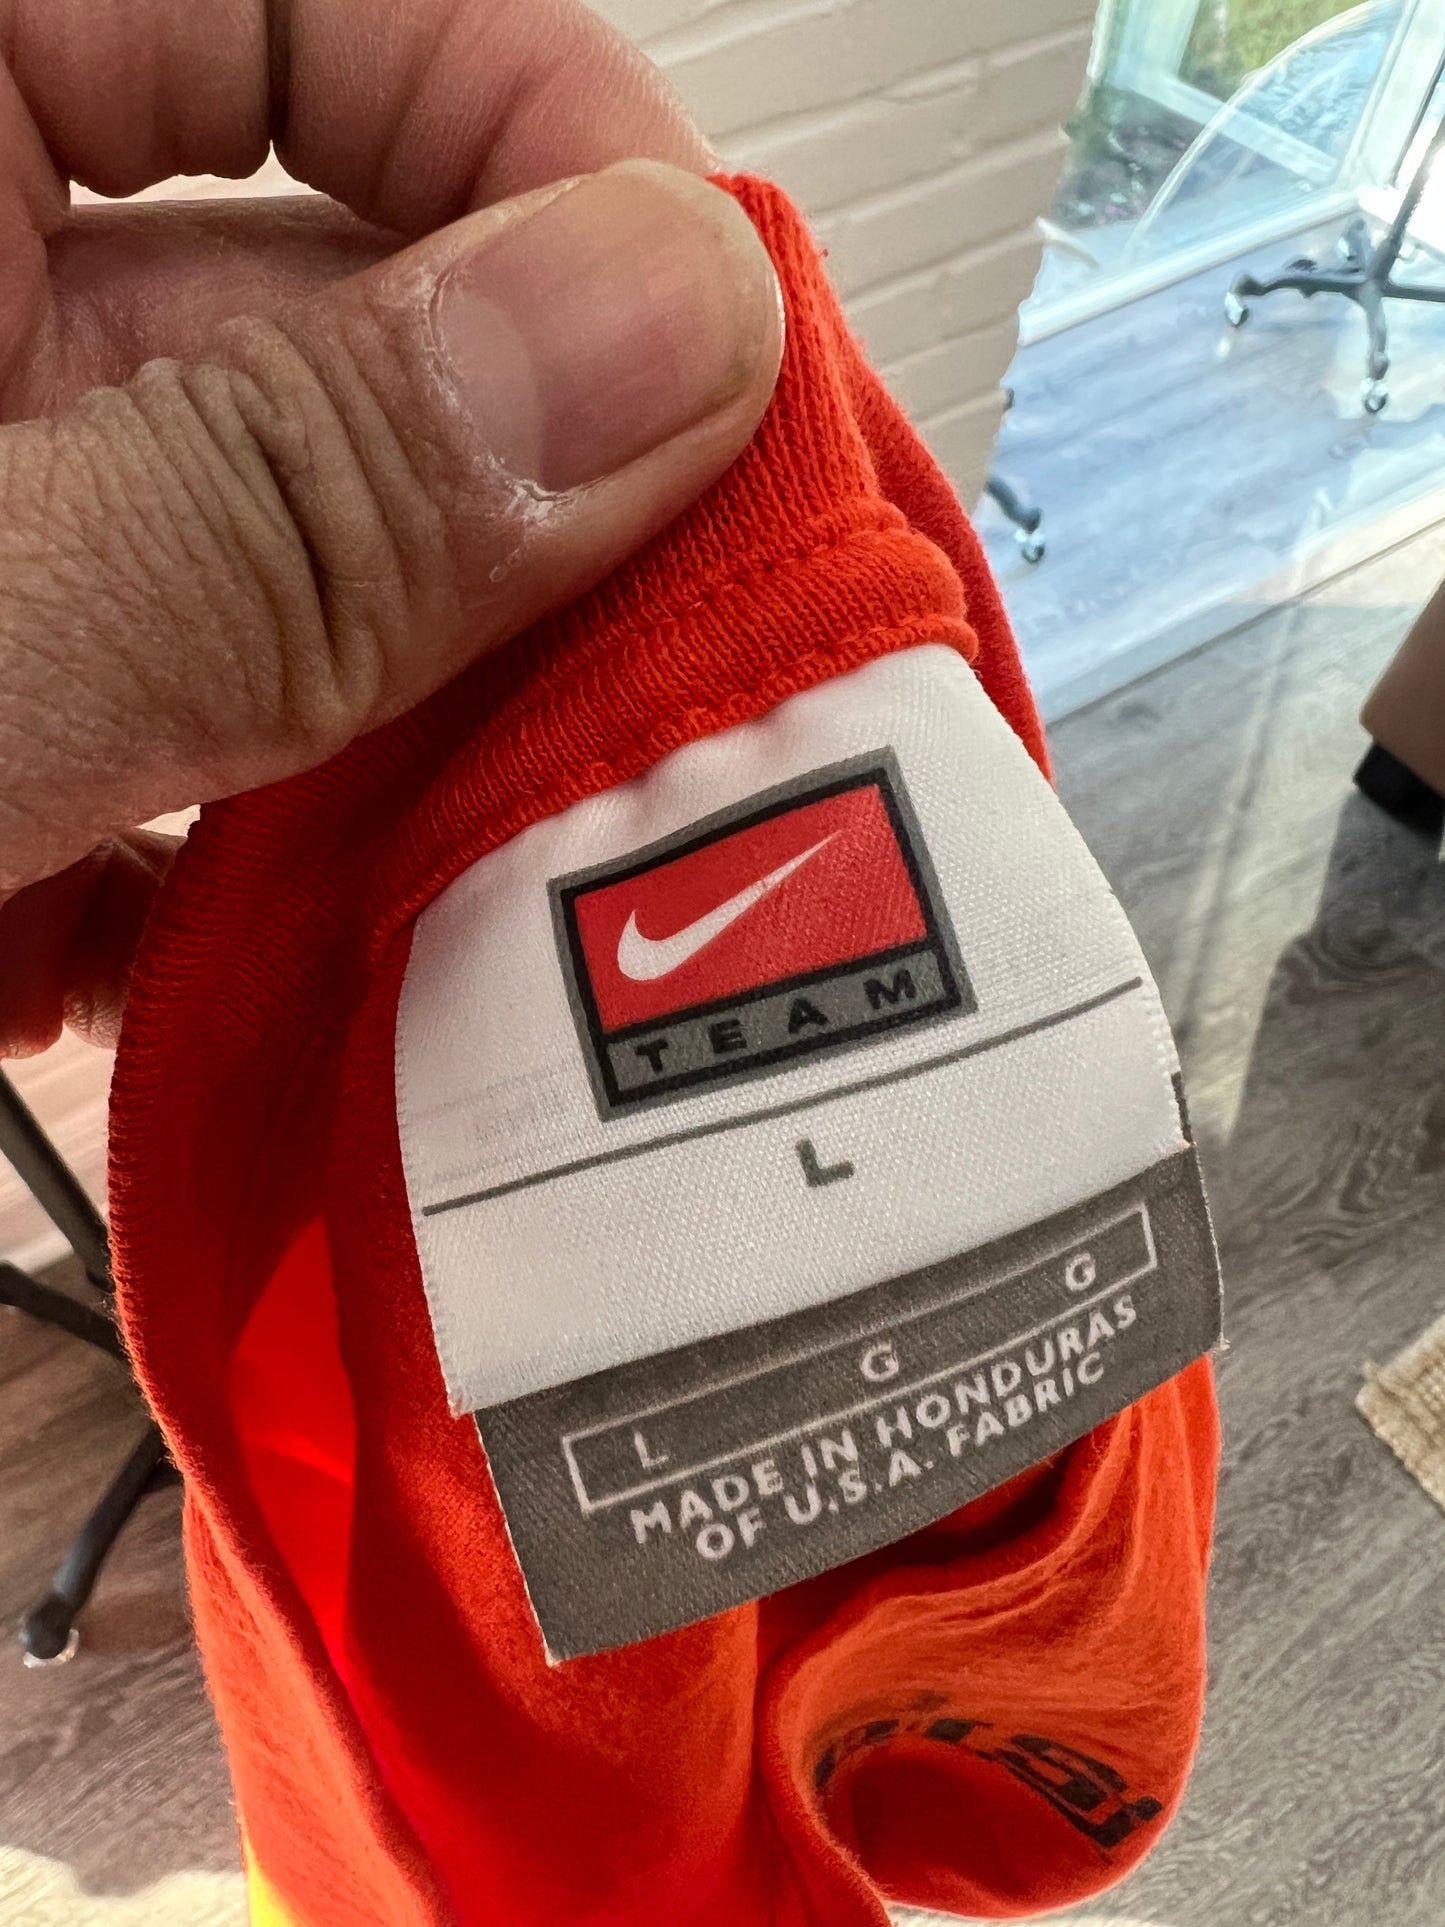 TEAM
L
L G G
MADE IN HONDURAS
OF U.S.A. FABRIC